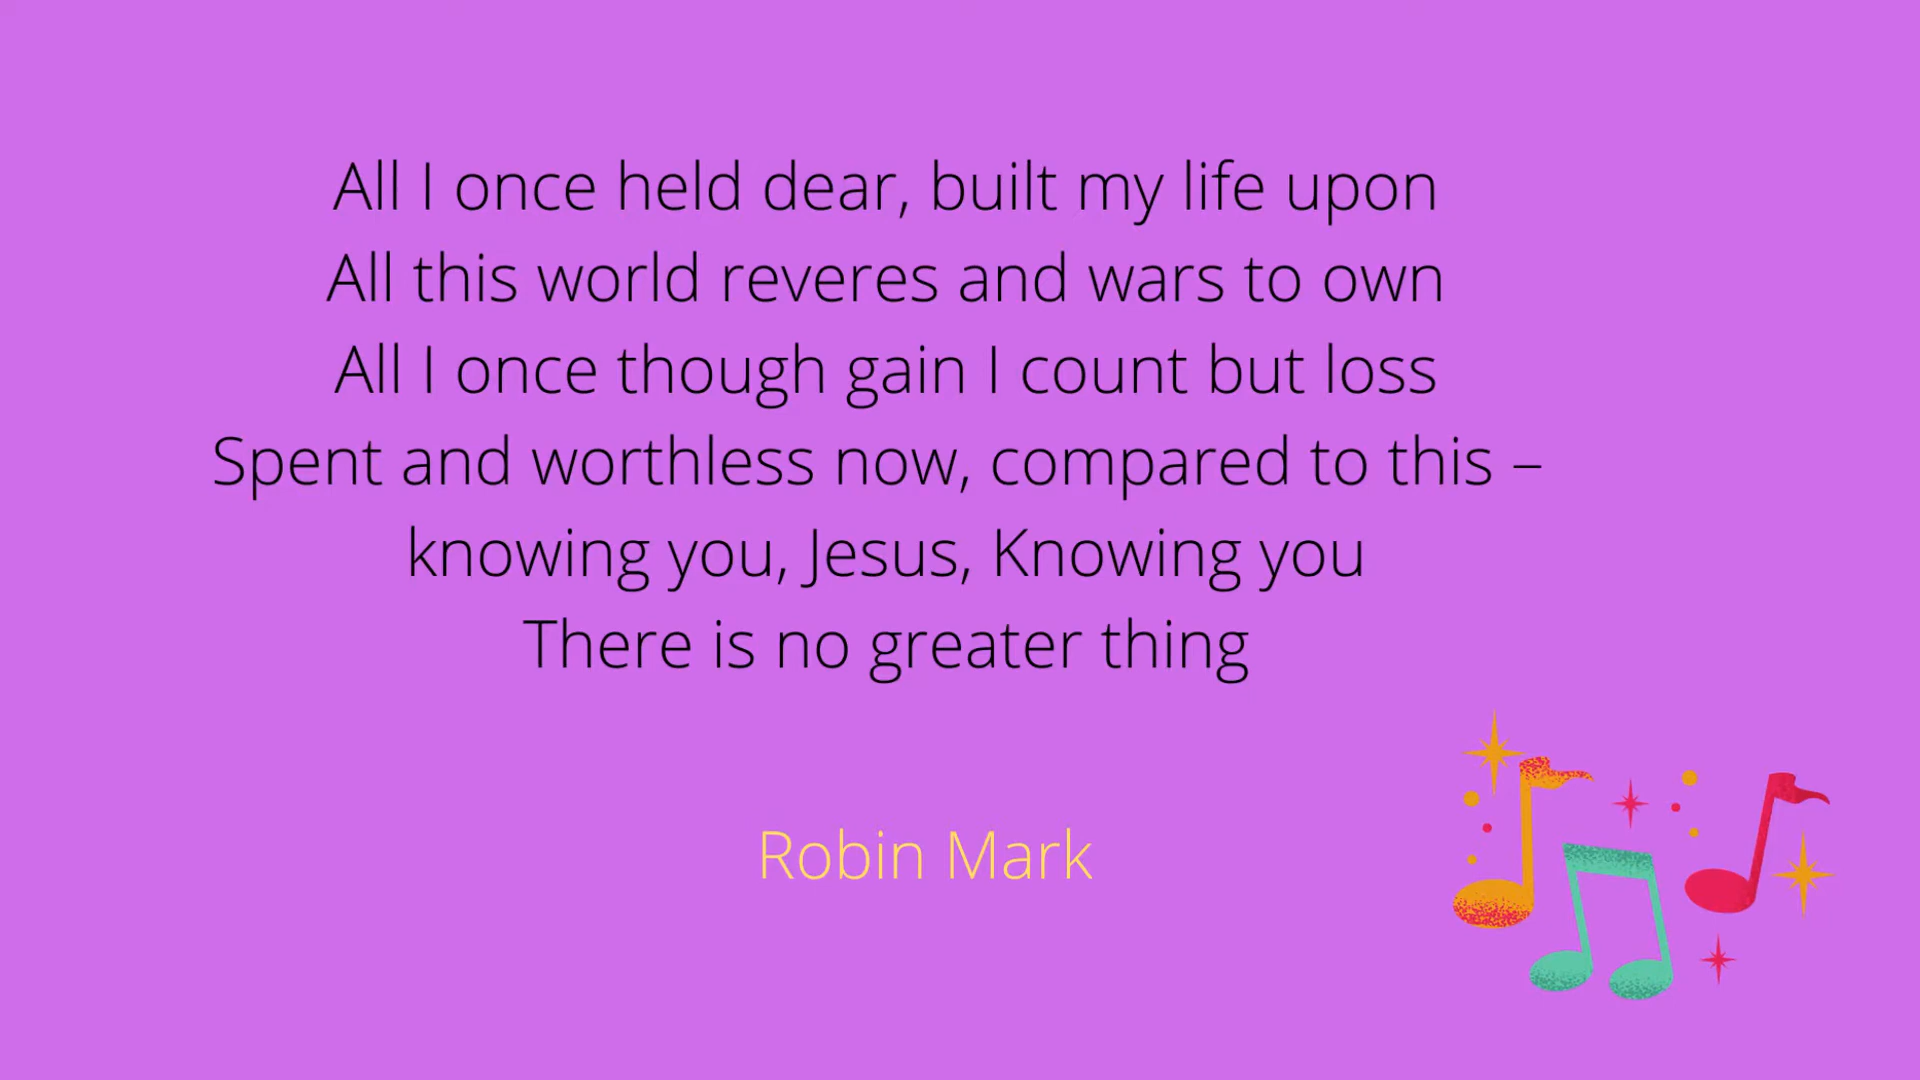 All I once held dear, built my life upon
All this world reveres and wars to own
All I once though gain I count but loss
Spent and worthless now, compared to this –
knowing you, Jesus, Knowing you
There is no greater thing
Robin Mark